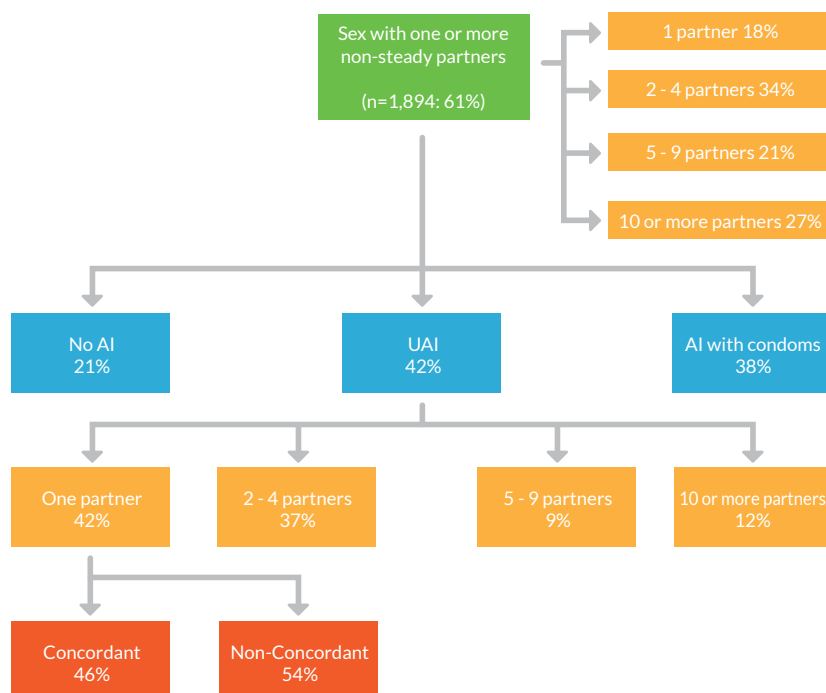 Sex with one or more
non-steady partners
(n=1,894: 61%)
1 partner 18%
2 - 4 partners 34%
5 - 9 partners 21%
10 or more partners 27%
No AI
21%
UAI
42%
AI with condoms
38%
One partner
42%
2 - 4 partners
37%
5 - 9 partners
9%
10 or more partners
12%
Concordant
46%
Non-Concordant
54%